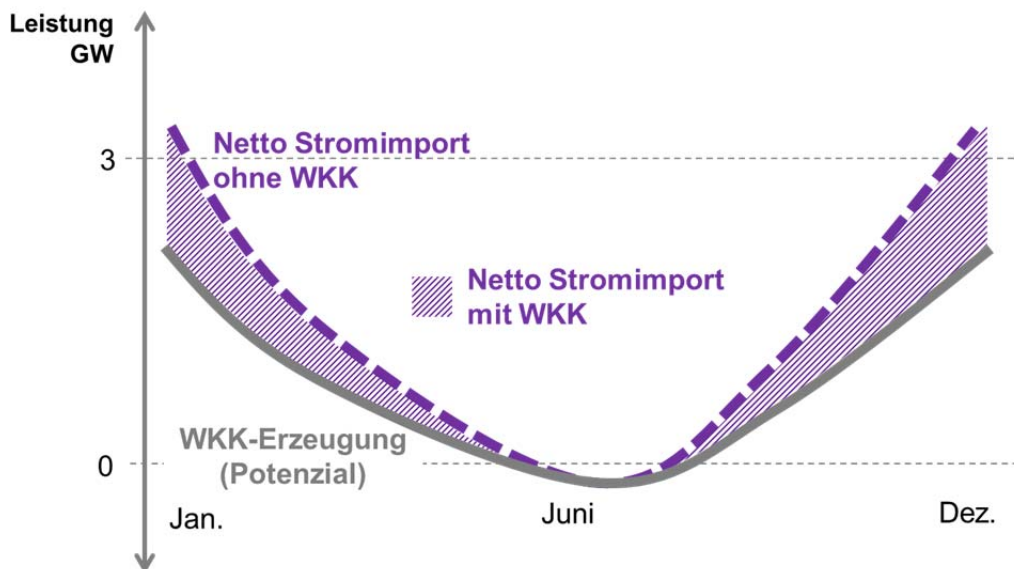 Leistung
GW
Netto Stromimport
ohne WKK
3
Netto Stromimport
mit WKK
WKK-Erzeugung
(Potenzial)
0
Jan.
Juni
Dez.